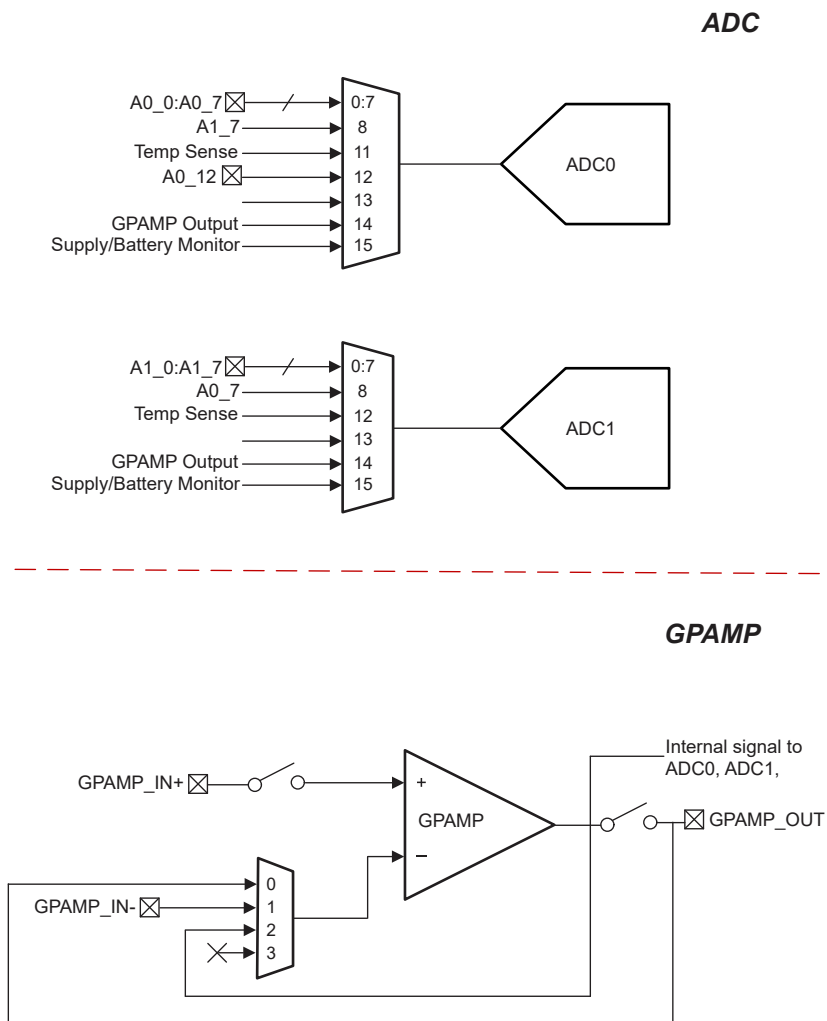 ADC
A0_0:A0_7 0:7
A1_7 8
Temp Sense 11
A0_12 12
13
GPAMP Output 14
Supply/Battery Monitor 15
ADC0
A1_0:A1_7 0:7
A0_7 8
Temp Sense 12
13
GPAMP Output 14
Supply/Battery Monitor 15
ADC1
GPAMP
Internal signal to
ADC0, ADC1,
GPAMP_IN+
+
GPAMP
−
GPAMP_OUT
0
GPAMP_IN- 1
2
3